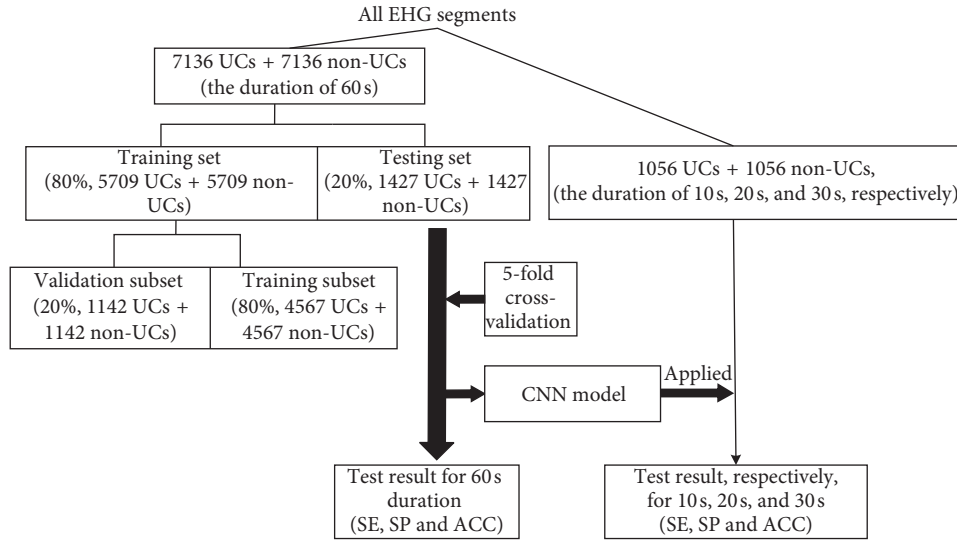 All EHG segments
7136 UCs + 7136 non-UCs
(the duration of 60 s)
Training set
(80%, 5709 UCs + 5709 non-
UCs)
Testing set
(20%, 1427 UCs + 1427
non-UCs)
1056 UCs + 1056 non-UCs,
(the duration of 10 s, 20 s, and 30 s, respectively)
Validation subset
(20%, 1142 UCs +
1142 non-UCs)
Training subset
(80%, 4567 UCs +
4567 non-UCs)
5-fold
cross-
validation
CNN model
Applied
Test result for 60 s
duration
(SE, SP and ACC)
Test result, respectively,
for 10 s, 20 s, and 30 s
(SE, SP and ACC)